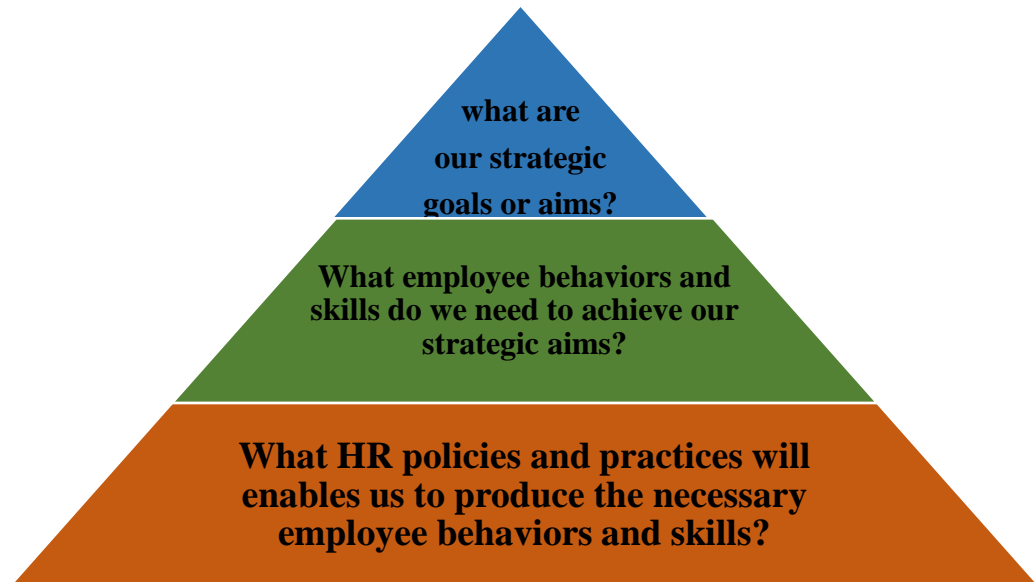 what are
our strategic
goals or aims?
What employee behaviors and
skills do we need to achieve our
strategic aims?
What HR policies and practices will
enables us to produce the necessary
employee behaviors and skills?